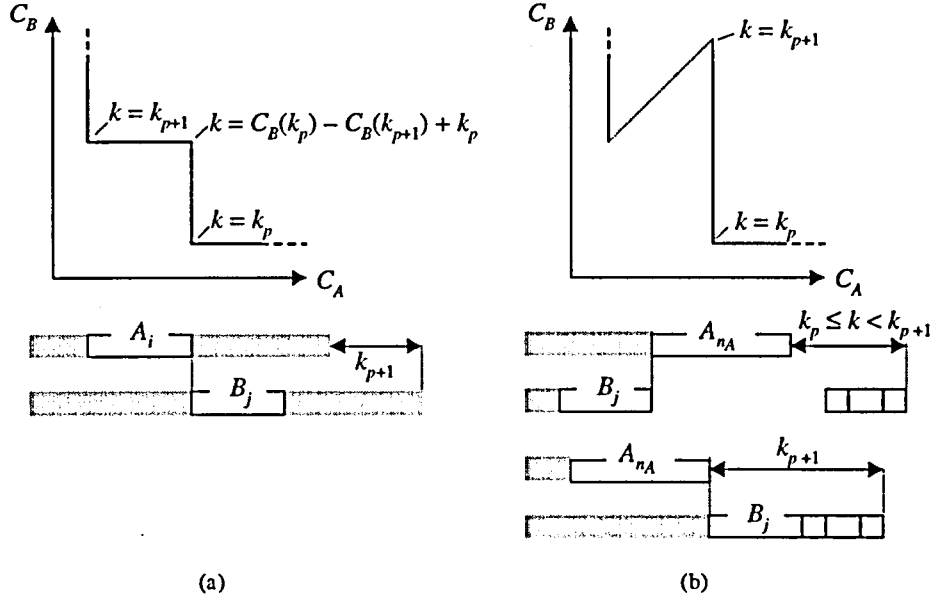 C_B
k = k_{p+1}
k = C_B(k_p) − C_B(k_{p+1}) + k_p
k = k_p
C_A
A_i
k_{p+1}
B_j
(a)
C_B
k = k_{p+1}
k = k_p
C_A
A_{n_A}
k_p ≤ k < k_{p+1}
B_j
A_{n_A}
k_{p+1}
B_j
(b)